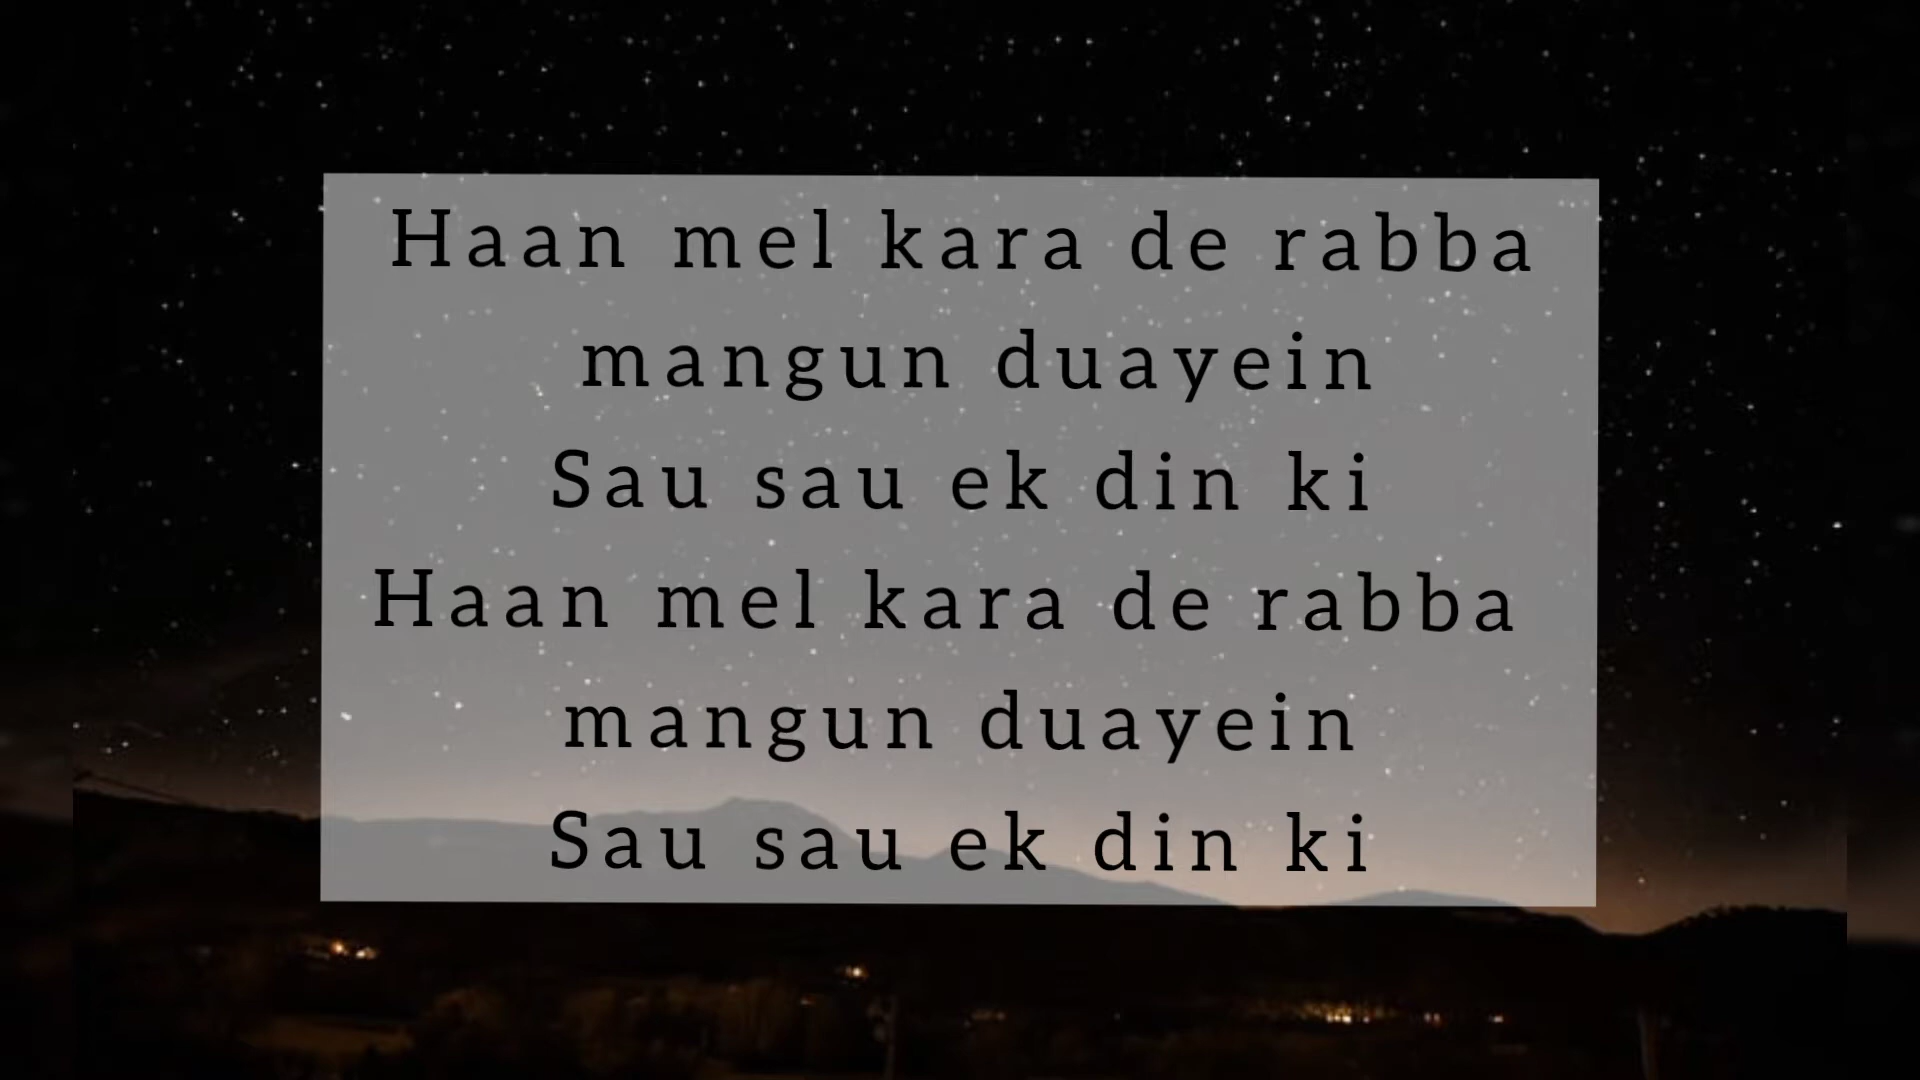 Haan mel kara de rabba
mangun duayein
Sau sau ek din ki
Haan mel kara de rabba
mangun duayein
Sau sau ek din ki